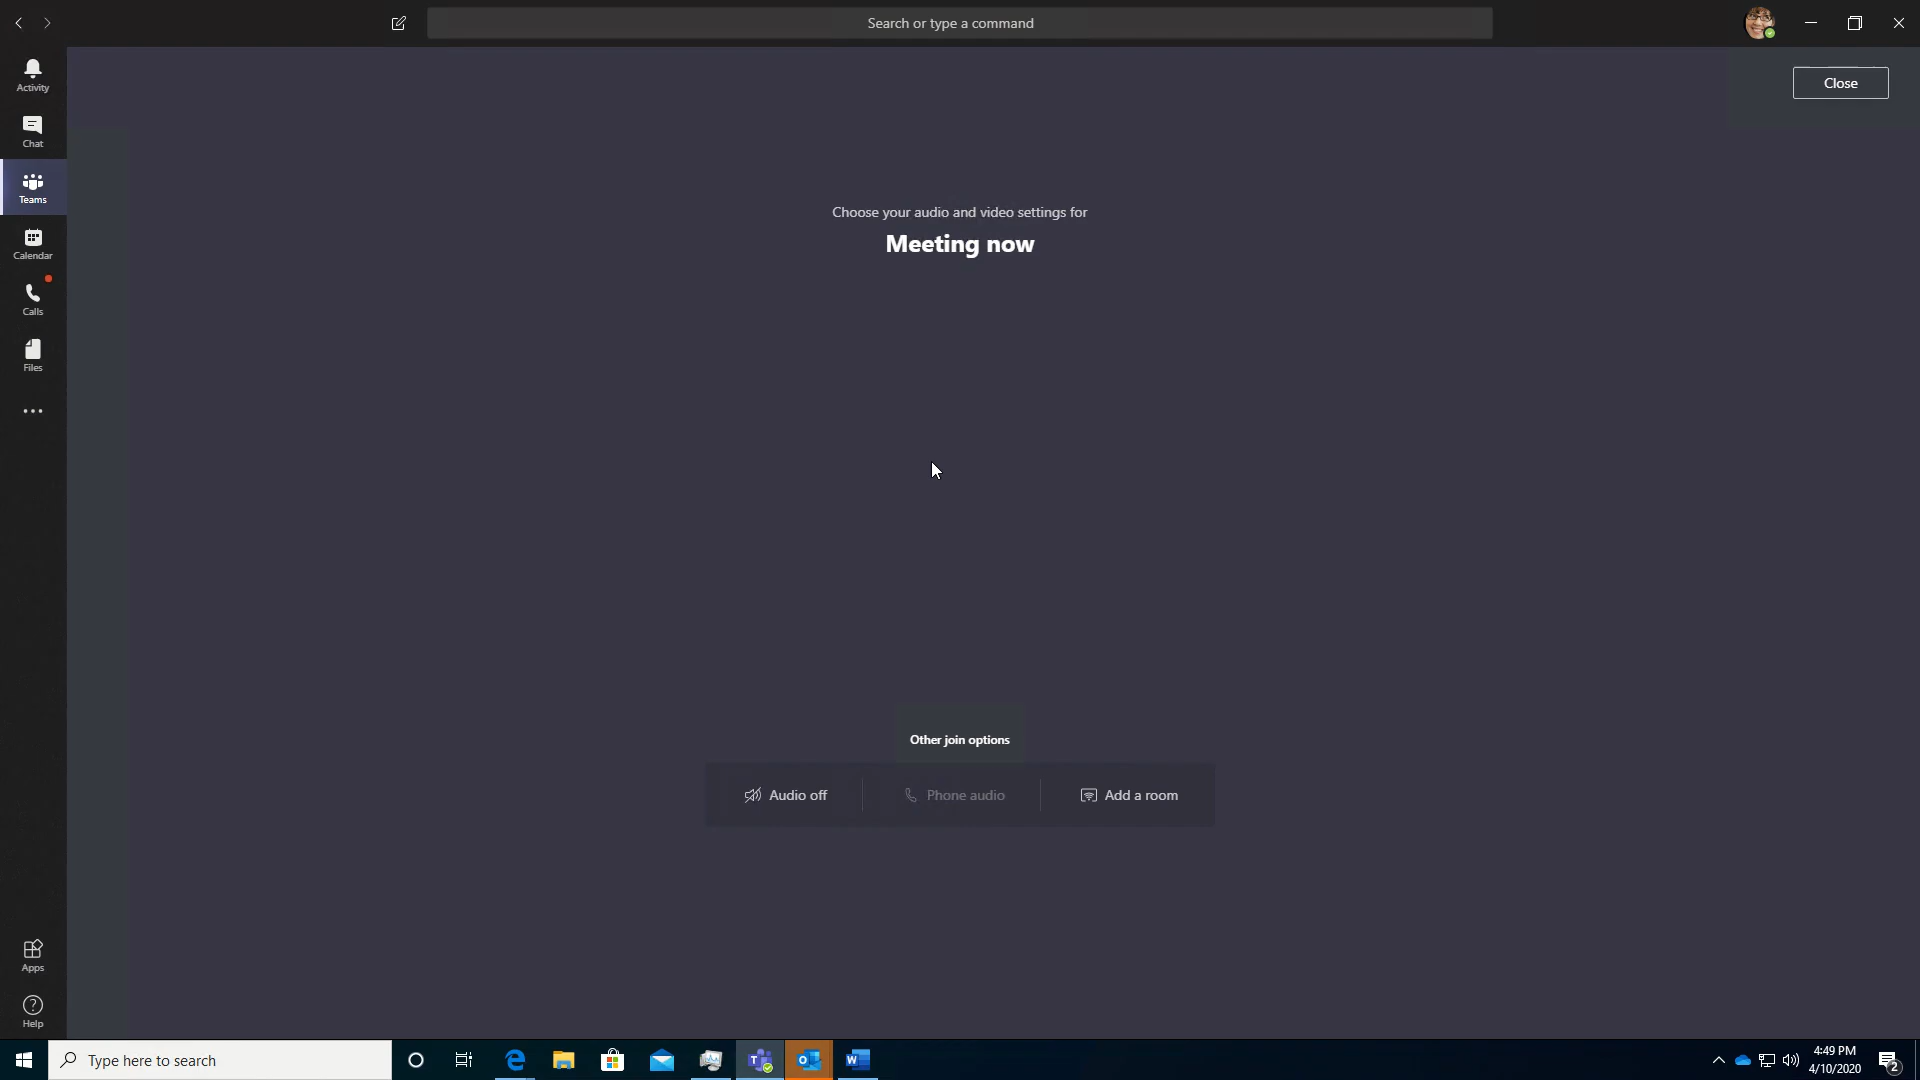 Search or type a command
Activity
Chat
Teams
Calendar
Calls
Files
Apps
Help
Close
Choose your audio and video settings for
Meeting now
Other join options
Audio off
Phone audio
Add a room
Type here to search
4:49 PM
4/10/2020
2